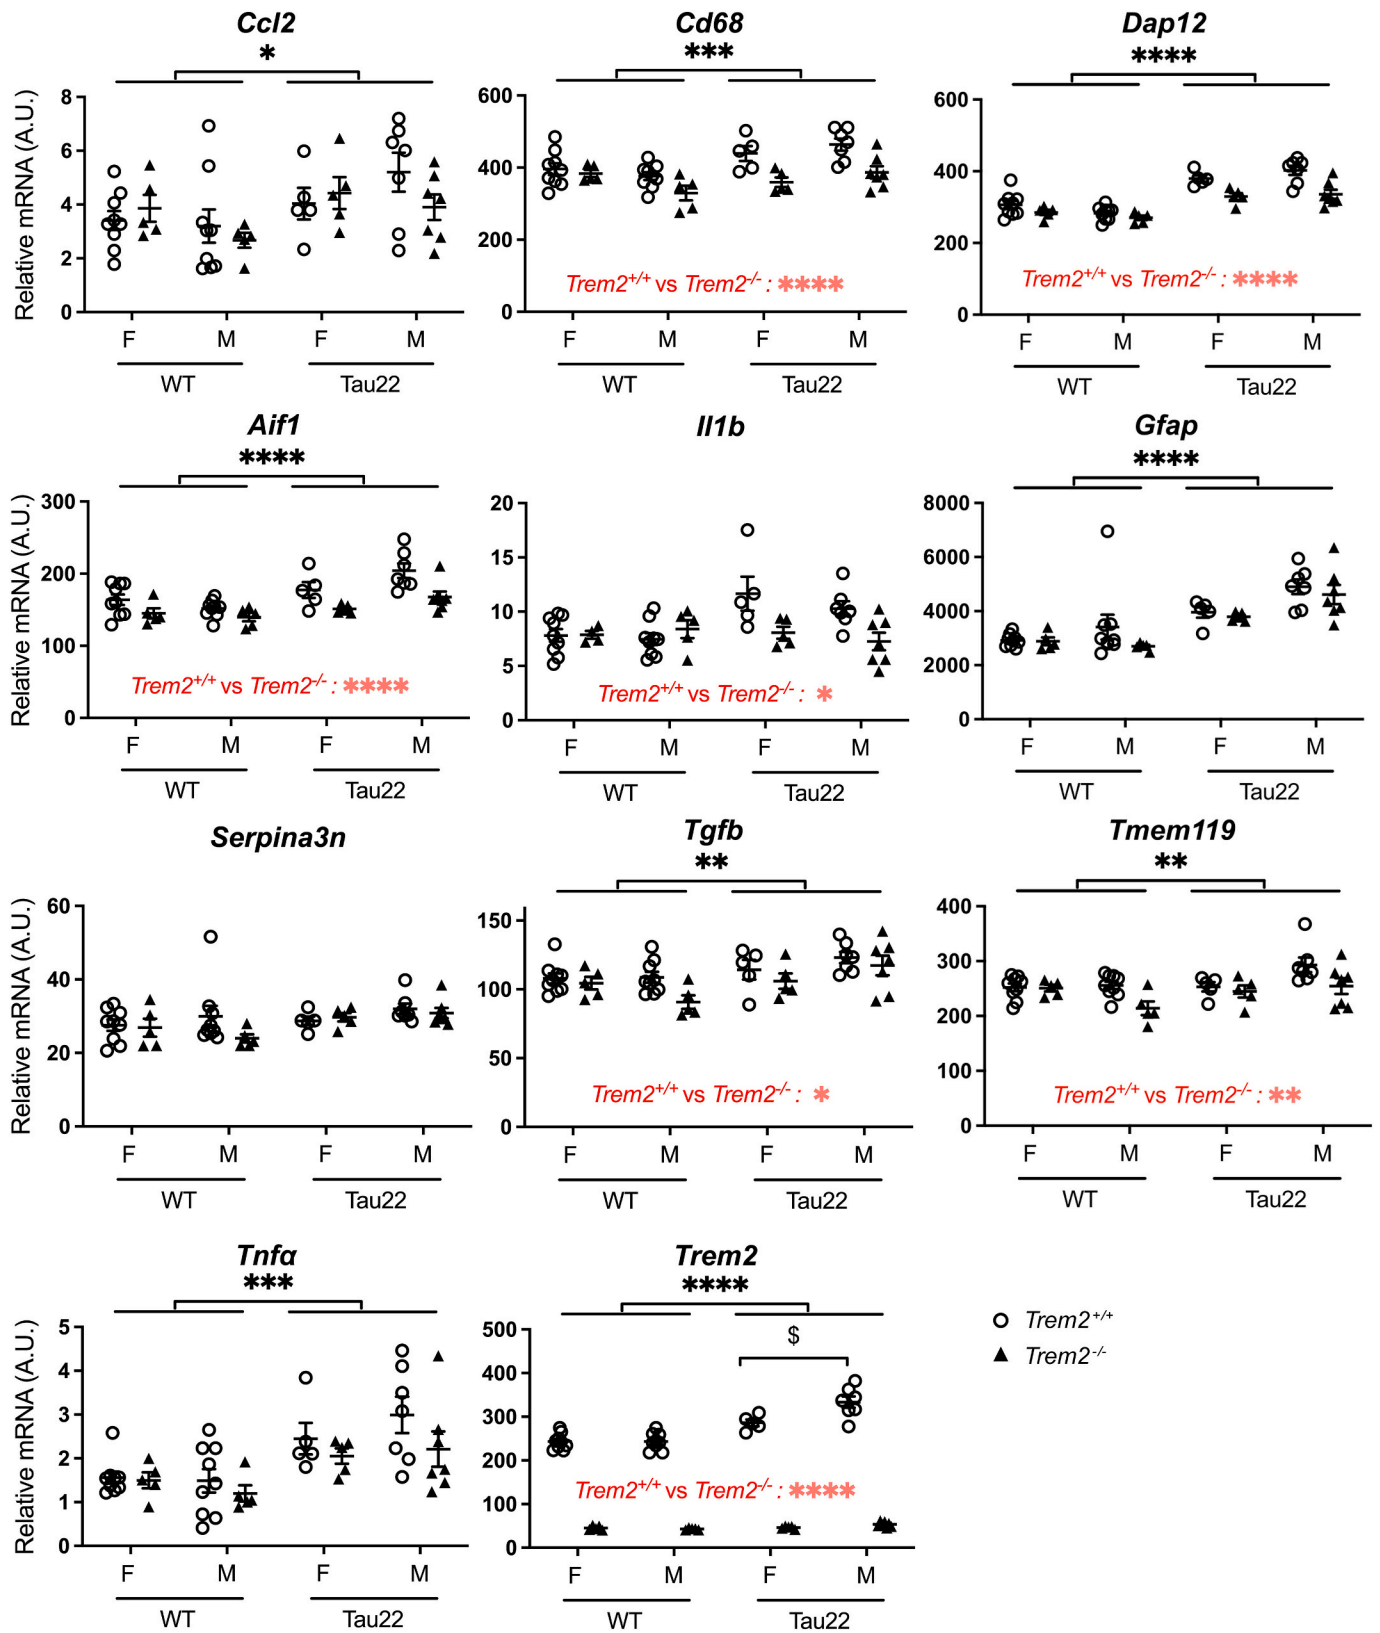 Ccl2
*
Relative mRNA (A.U.)
8
6
4
2
0
F M F M
WT Tau22
Cd68
***
600
400
200
0
Trem2+/+ vs Trem2-/- : ****
F M F M
WT Tau22
Dap12
****
600
400
200
0
Trem2+/+ vs Trem2-/- : ****
F M F M
WT Tau22
Aif1
****
Relative mRNA (A.U.)
300
200
100
0
Trem2+/+ vs Trem2-/- : ****
F M F M
WT Tau22
Il1b
20
15
10
5
0
Trem2+/+ vs Trem2-/- : *
F M F M
WT Tau22
Gfap
****
8000
6000
4000
2000
0
F M F M
WT Tau22
Serpina3n
Relative mRNA (A.U.)
60
40
20
0
F M F M
WT Tau22
Tgfb
**
150
100
50
0
Trem2+/+ vs Trem2-/- : *
F M F M
WT Tau22
Tmem119
**
400
300
200
100
0
Trem2+/+ vs Trem2-/- : **
F M F M
WT Tau22
Tnfα
***
Relative mRNA (A.U.)
5
4
3
2
1
0
F M F M
WT Tau22
Trem2
****
$
500
400
300
200
100
0
Trem2+/+ vs Trem2-/- : ****
F M F M
WT Tau22
Trem2+/+
Trem2-/-